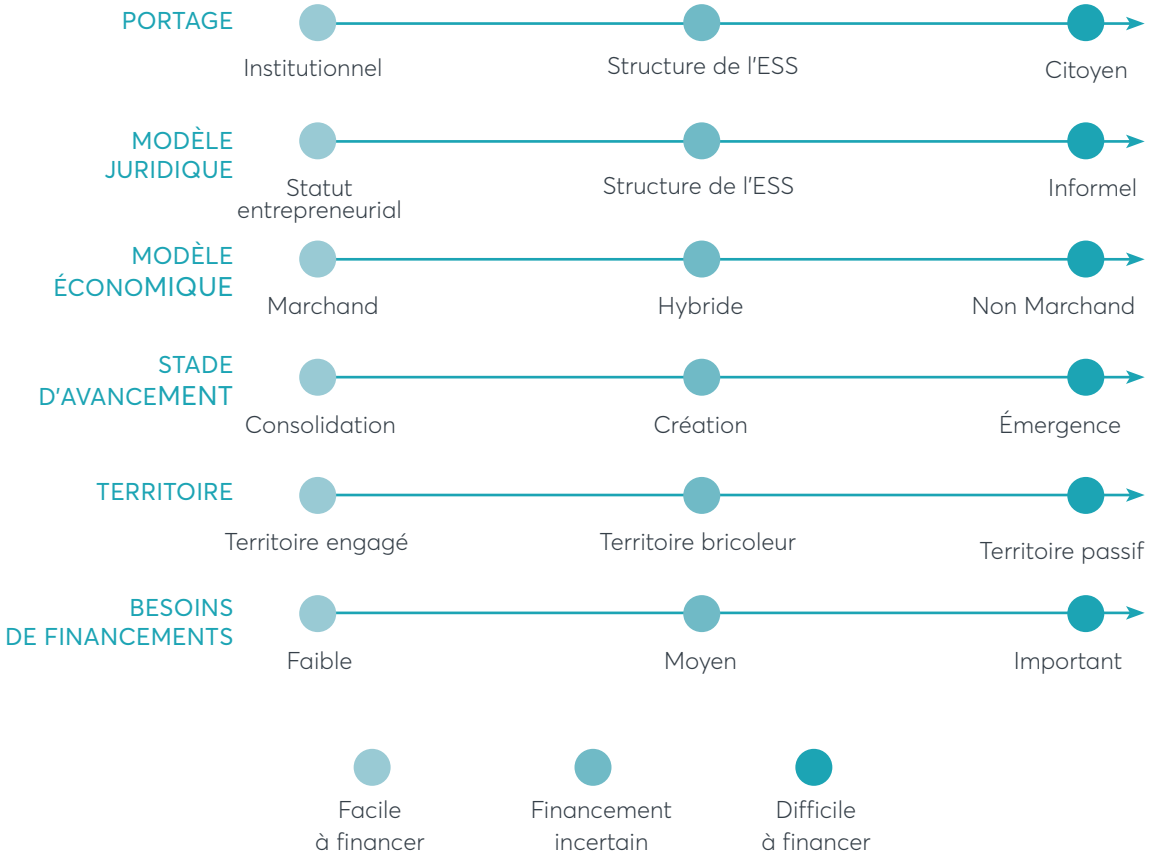 PORTAGE
Institutionnel
Structure de l'ESS
Citoyen
MODÈLE
JURIDIQUE
Statut
entrepreneurial
Structure de l'ESS
Informel
MODÈLE
ÉCONOMIQUE
Marchand
Hybride
Non Marchand
STADE
D'AVANCEMENT
Consolidation
Création
Émergence
TERRITOIRE
Territoire engagé
Territoire bricoleur
Territoire passif
BESOINS
DE FINANCEMENTS
Faible
Moyen
Important
Facile
à financer
Financement
incertain
Difficile
à financer